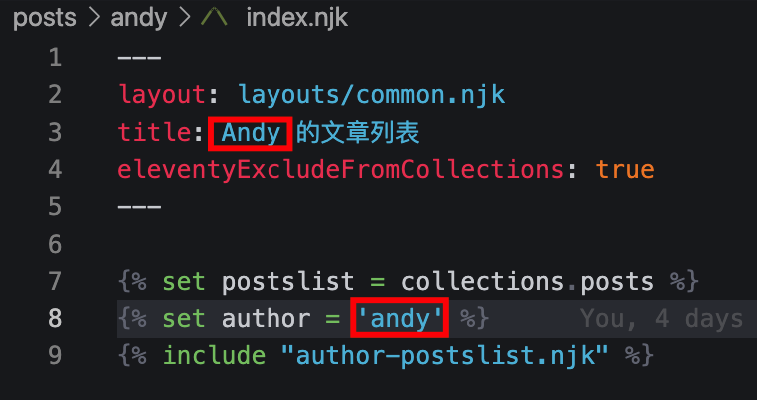 posts > andy > index.njk
1 ---
2 layout: layouts/common.njk
3 title: Andy 的文章列表
4 eleventyExcludeFromCollections: true
5 ---
6
7 {% set postslist = collections.posts %}
8 {% set author = 'andy' %} You, 4 days
9 {% include "author-postslist.njk" %}